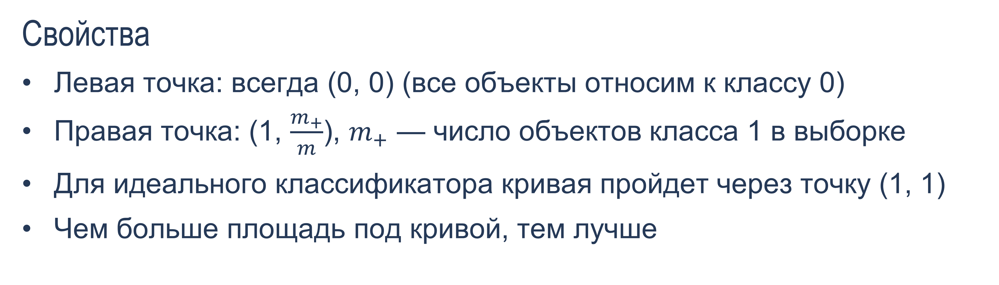 Свойства
• Левая точка: всегда (0, 0) (все объекты относим к классу 0)
• Правая точка: (1, $\frac{m_+}{m}$), $m_+$ — число объектов класса 1 в выборке
• Для идеального классификатора кривая пройдет через точку (1, 1)
• Чем больше площадь под кривой, тем лучше